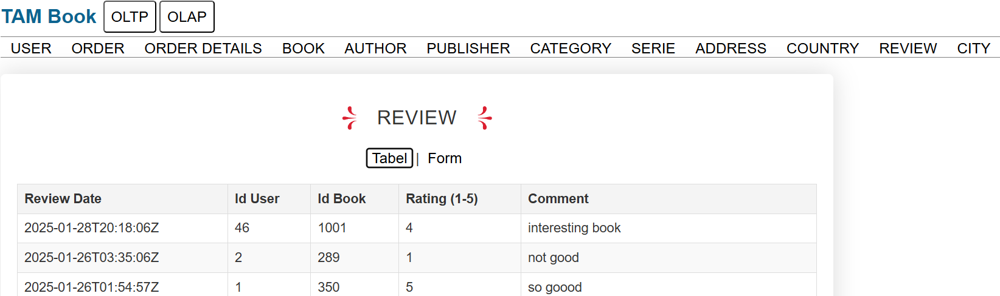 TAM Book OLTP OLAP
USER ORDER ORDER DETAILS BOOK AUTHOR PUBLISHER CATEGORY SERIE ADDRESS COUNTRY REVIEW CITY
REVIEW
Tabel | Form
Review Date Id User Id Book Rating (1-5) Comment
2025-01-28T20:18:06Z 46 1001 4 interesting book
2025-01-26T03:35:06Z 2 289 1 not good
2025-01-26T01:54:57Z 1 350 5 so goood